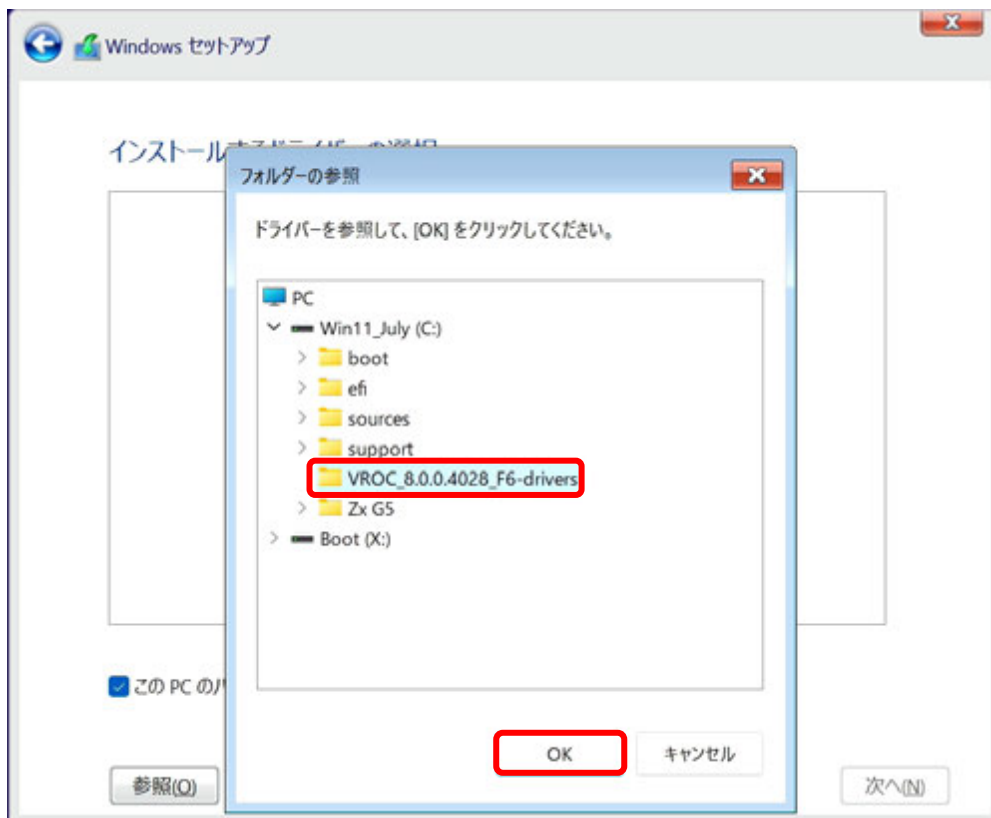 Windows セットアップ
インストールするドライバーの選択
フォルダーの参照
ドライバーを参照して、[OK] をクリックしてください。
PC
Win11_July (C:)
boot
efi
sources
support
VROC_8.0.0.4028_F6-drivers
Zx G5
Boot (X:)
この PC のハ
OK
キャンセル
参照(O)
次へ(N)